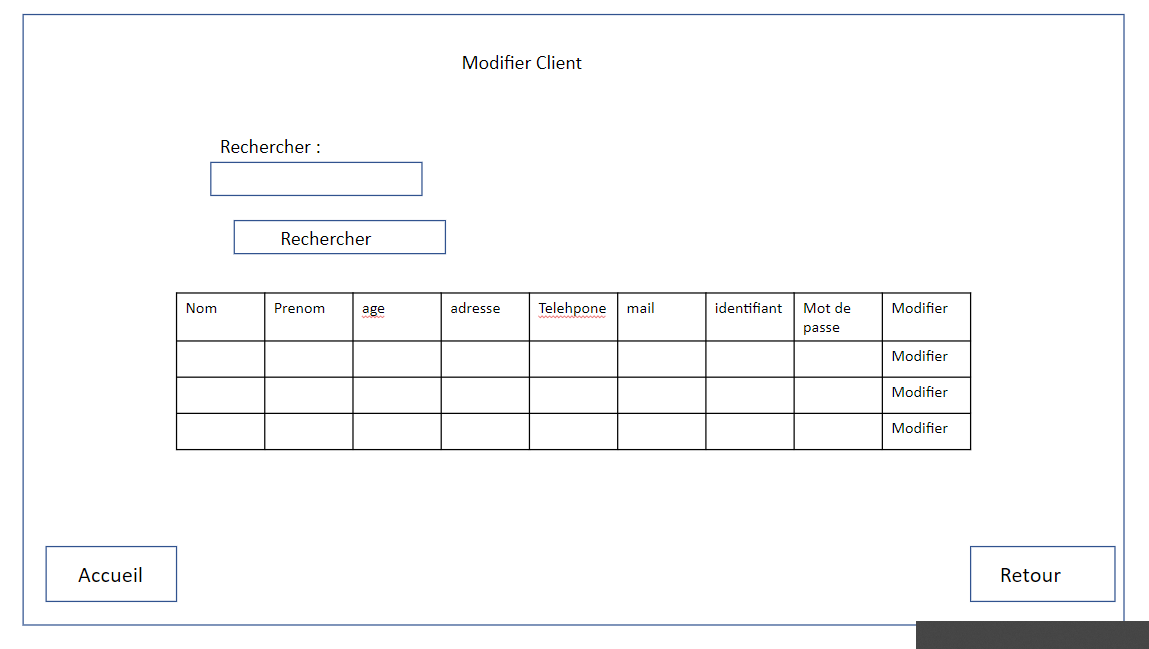 Modifier Client
Rechercher :
Rechercher
Nom Prenom age adresse Telehpone mail identifiant Mot de passe Modifier
Modifier
Modifier
Modifier
Accueil Retour